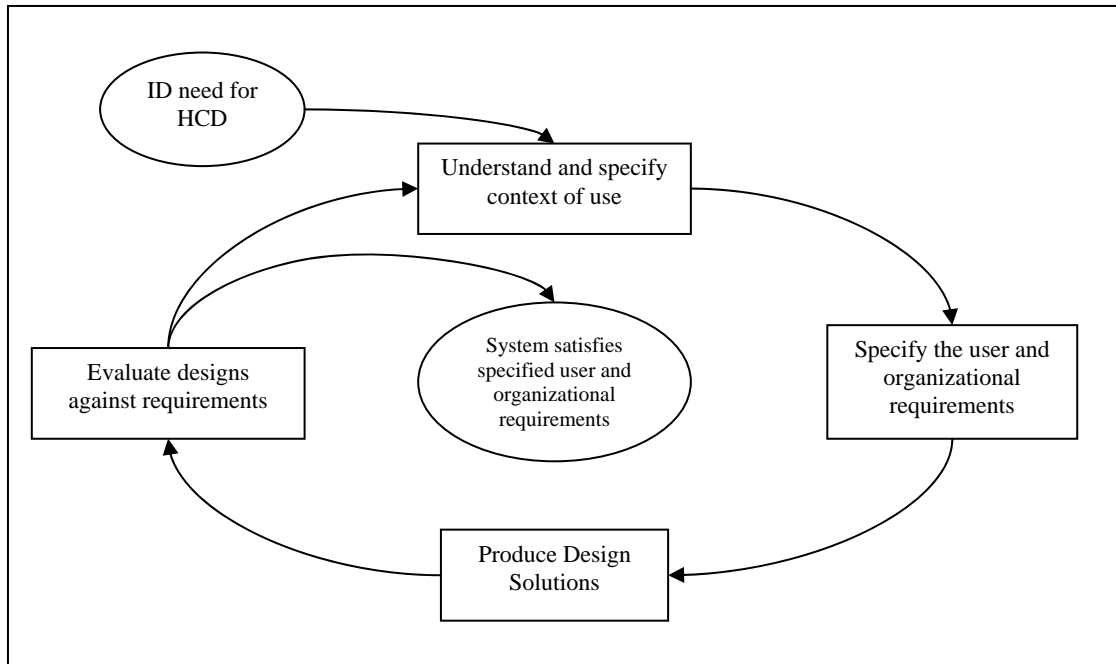 ID need for
HCD
Understand and specify
context of use
System satisfies
specified user and
organizational
requirements
Evaluate designs
against requirements
Specify the user and
organizational
requirements
Produce Design
Solutions